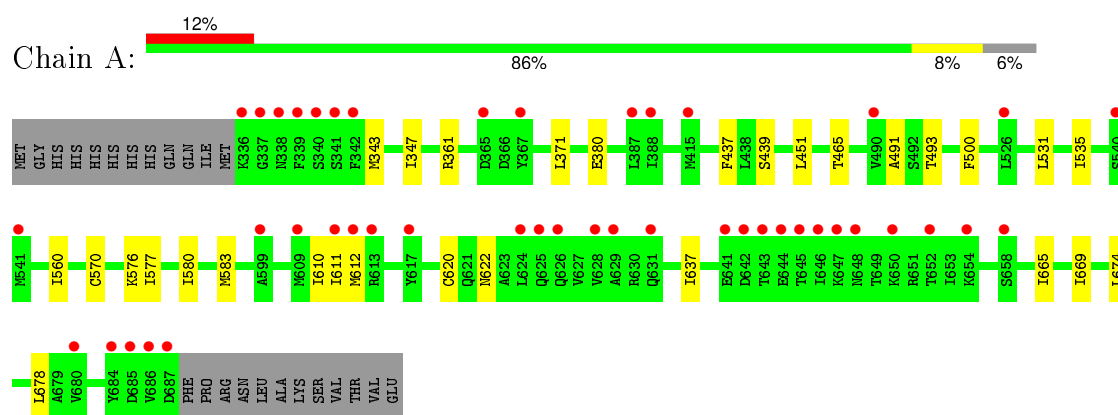 12%
Chain A:
86% 8% 6%
MET GLY HIS HIS HIS HIS HIS HIS GLN GLN ILE MET K336 G337 N338 F339 S340 S341 F342 M343 I347 R361 D365 D366 Y367 L371 E380 L387 I388 M415 F437 L438 S439 L451 T465 V490 A491 S492 T493 F500 L526 L531 I535 S540
M541 I560 C570 K576 I577 I580 M583 A599 M609 I610 I611 M612 R613 Y617 C620 Q621 N622 A623 L624 Q625 Q626 V627 V628 A629 R630 Q631 I637 E641 D642 T643 E644 T645 I646 K647 N648 T649 K650 R651 T652 I653 K654 S658 I665 I669
L678 A679 V680 Y684 D685 V686 D687 PHE PRO ARG ASN LEU ALA LYS SER VAL THR VAL GLU